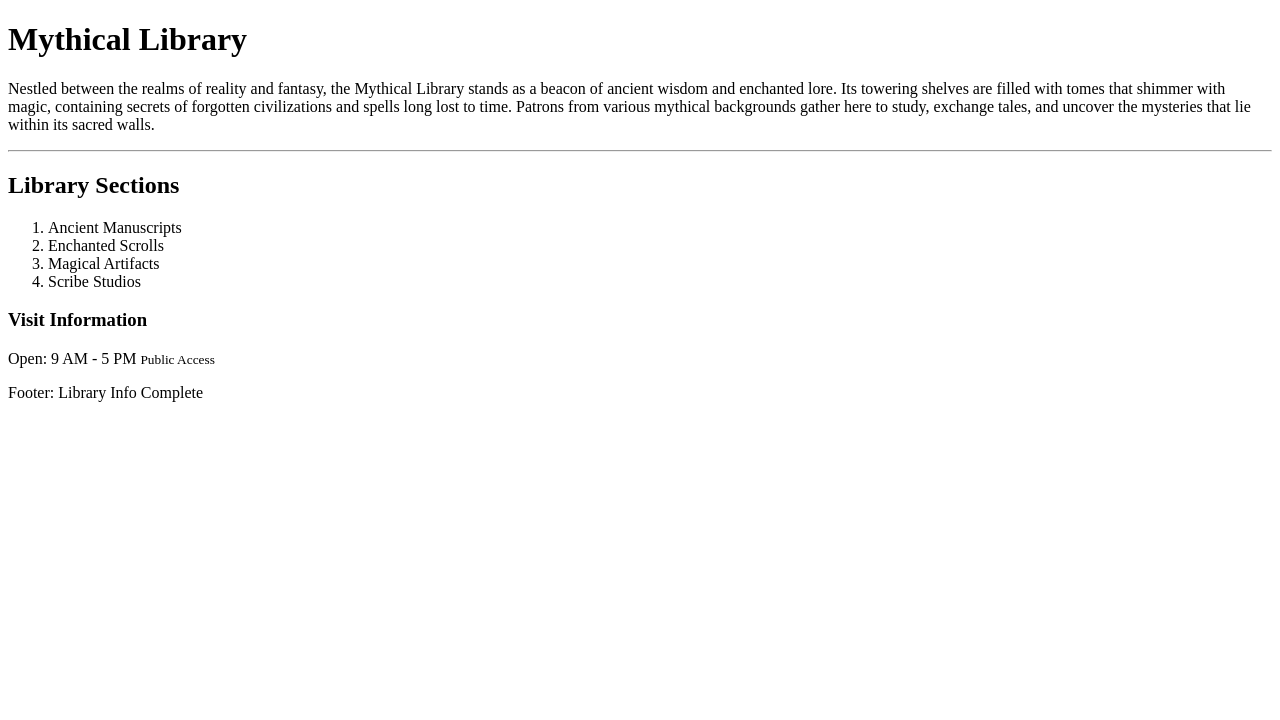 Mythical Library
Nestled between the realms of reality and fantasy, the Mythical Library stands as a beacon of ancient wisdom and enchanted lore. Its towering shelves are filled with tomes that shimmer with
magic, containing secrets of forgotten civilizations and spells long lost to time. Patrons from various mythical backgrounds gather here to study, exchange tales, and uncover the mysteries that lie
within its sacred walls.
Library Sections
1. Ancient Manuscripts
2. Enchanted Scrolls
3. Magical Artifacts
4. Scribe Studios
Visit Information
Open: 9 AM - 5 PM Public Access
Footer: Library Info Complete